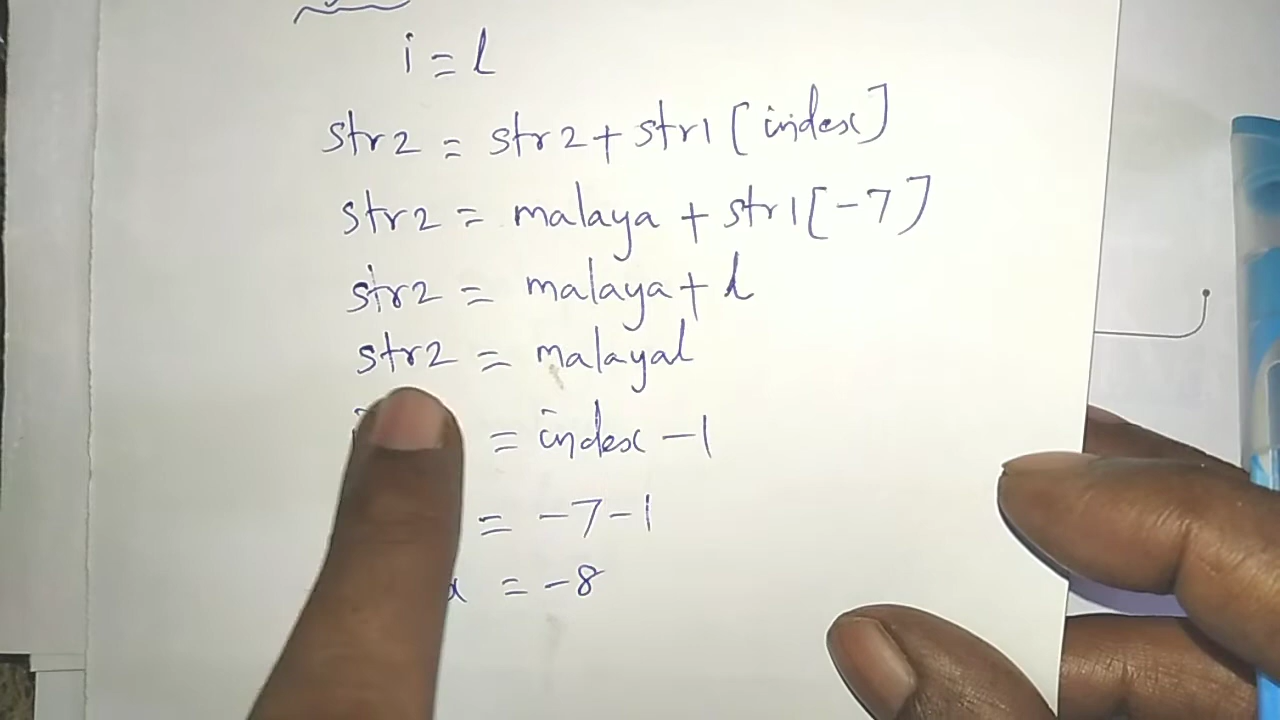 i = l
str2 = str2 + str1 [index]
str2 = malaya + str1[-7]
str2 = malaya + l
str2 = malayal
= index - 1
= -7-1
x = -8